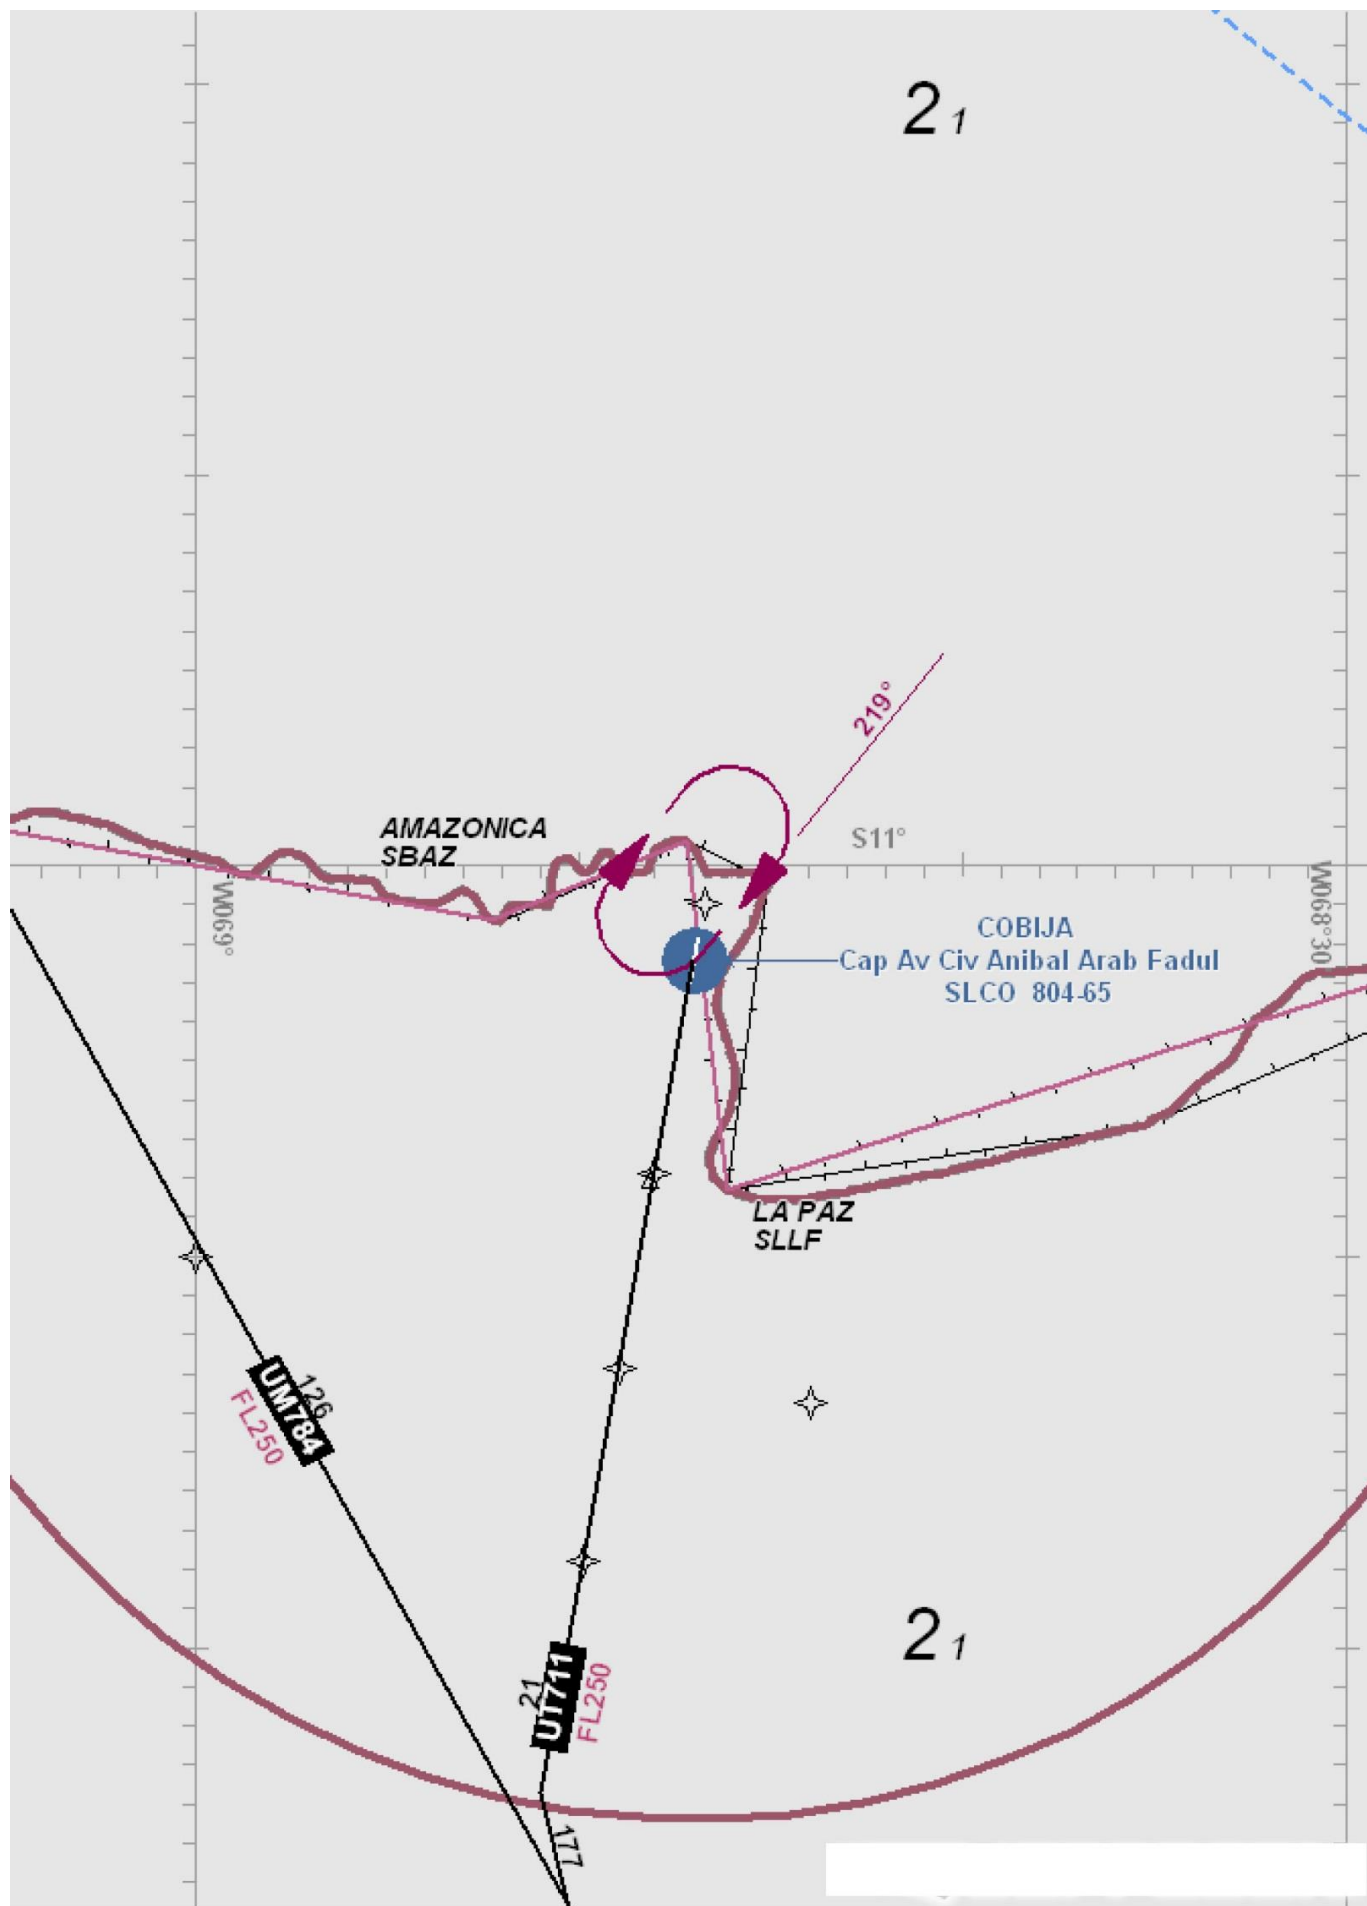 2 1
219°
AMAZONICA
SBAZ
S11°
W069°
W068°30'
COBIJA
Cap Av Civ Anibal Arab Fadul
SLCO 804-65
LA PAZ
SLLF
126
UM784
FL250
2 1
21
UT711
FL250
177